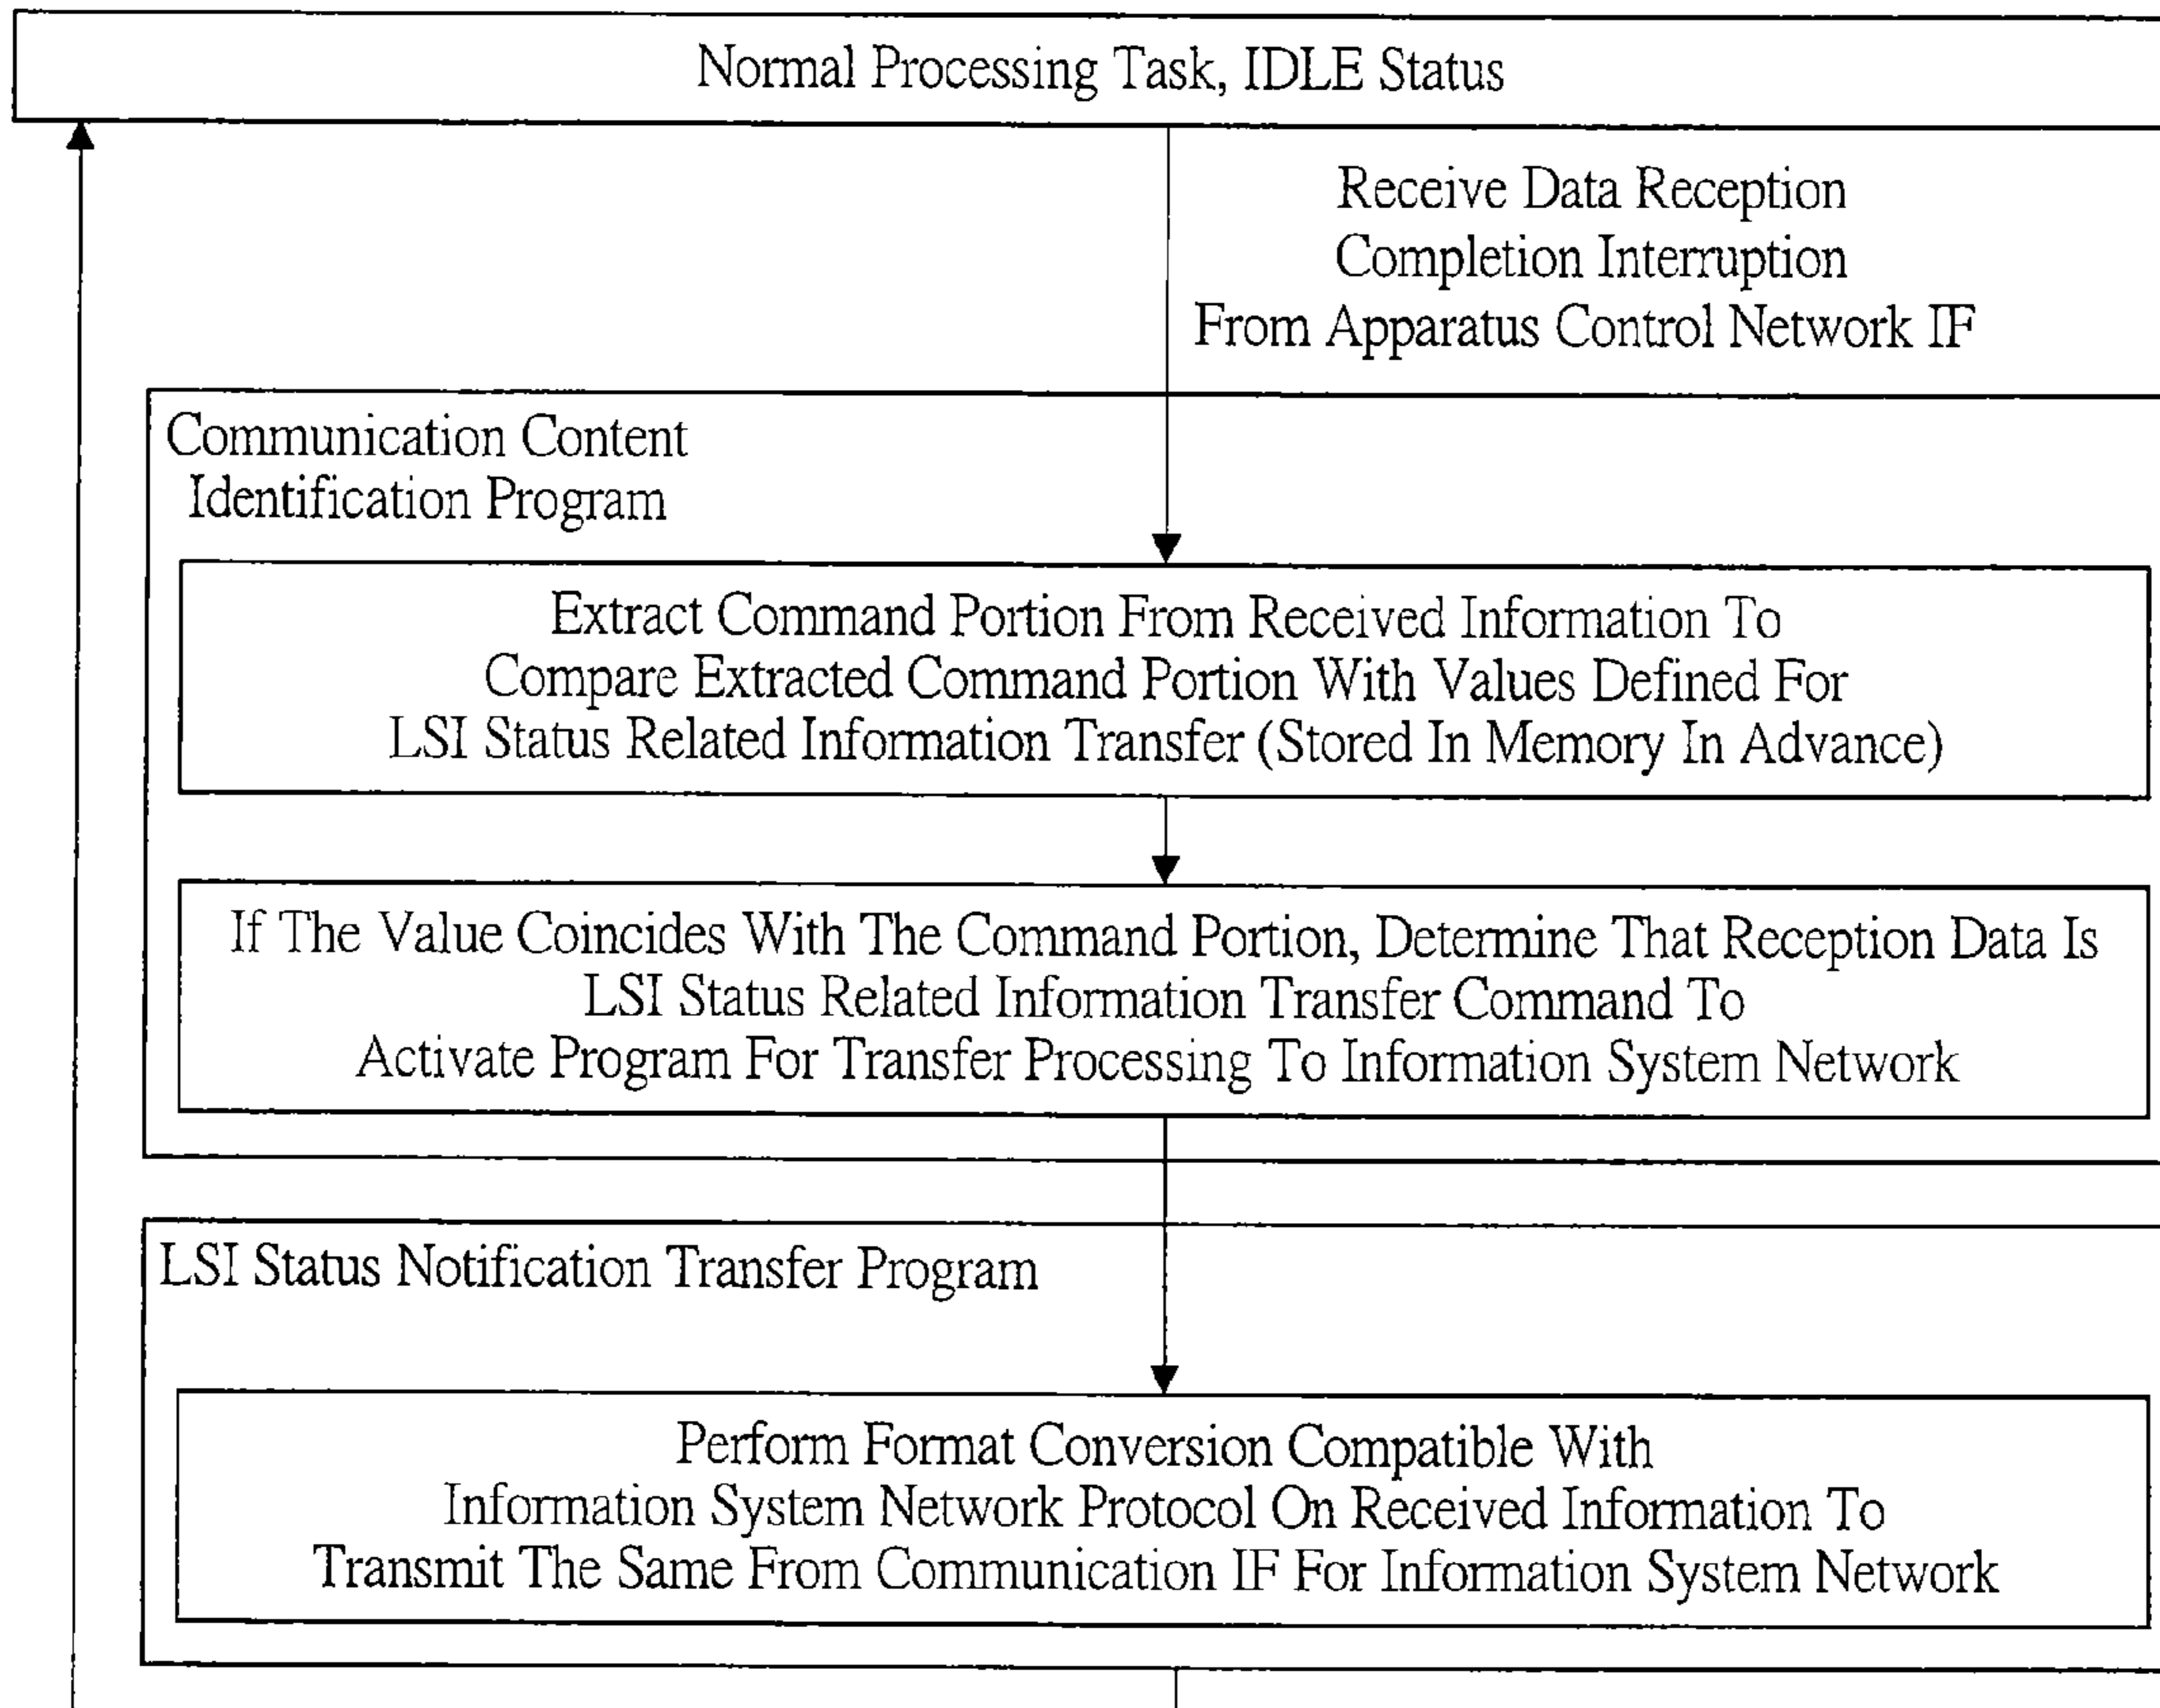 Normal Processing Task, IDLE Status
Receive Data Reception
Completion Interruption
From Apparatus Control Network IF
Communication Content
Identification Program
Extract Command Portion From Received Information To
Compare Extracted Command Portion With Values Defined For
LSI Status Related Information Transfer (Stored In Memory In Advance)
If The Value Coincides With The Command Portion, Determine That Reception Data Is
LSI Status Related Information Transfer Command To
Activate Program For Transfer Processing To Information System Network
LSI Status Notification Transfer Program
Perform Format Conversion Compatible With
Information System Network Protocol On Received Information To
Transmit The Same From Communication IF For Information System Network